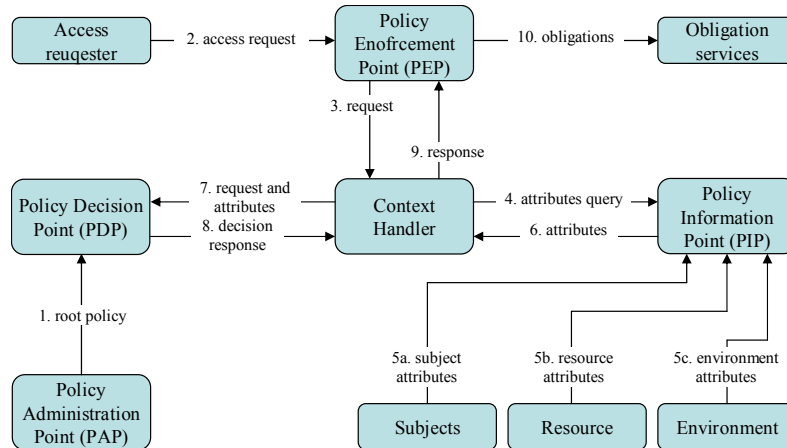 Access
reuqester
2. access request
Policy
Enofrcement
Point (PEP)
10. obligations
Obligation
services
3. request
9. response
Policy Decision
Point (PDP)
7. request and
attributes
8. decision
response
Context
Handler
4. attributes query
6. attributes
Policy
Information
Point (PIP)
1. root policy
5a. subject
attributes
5b. resource
attributes
5c. environment
attributes
Policy
Administration
Point (PAP)
Subjects
Resource
Environment